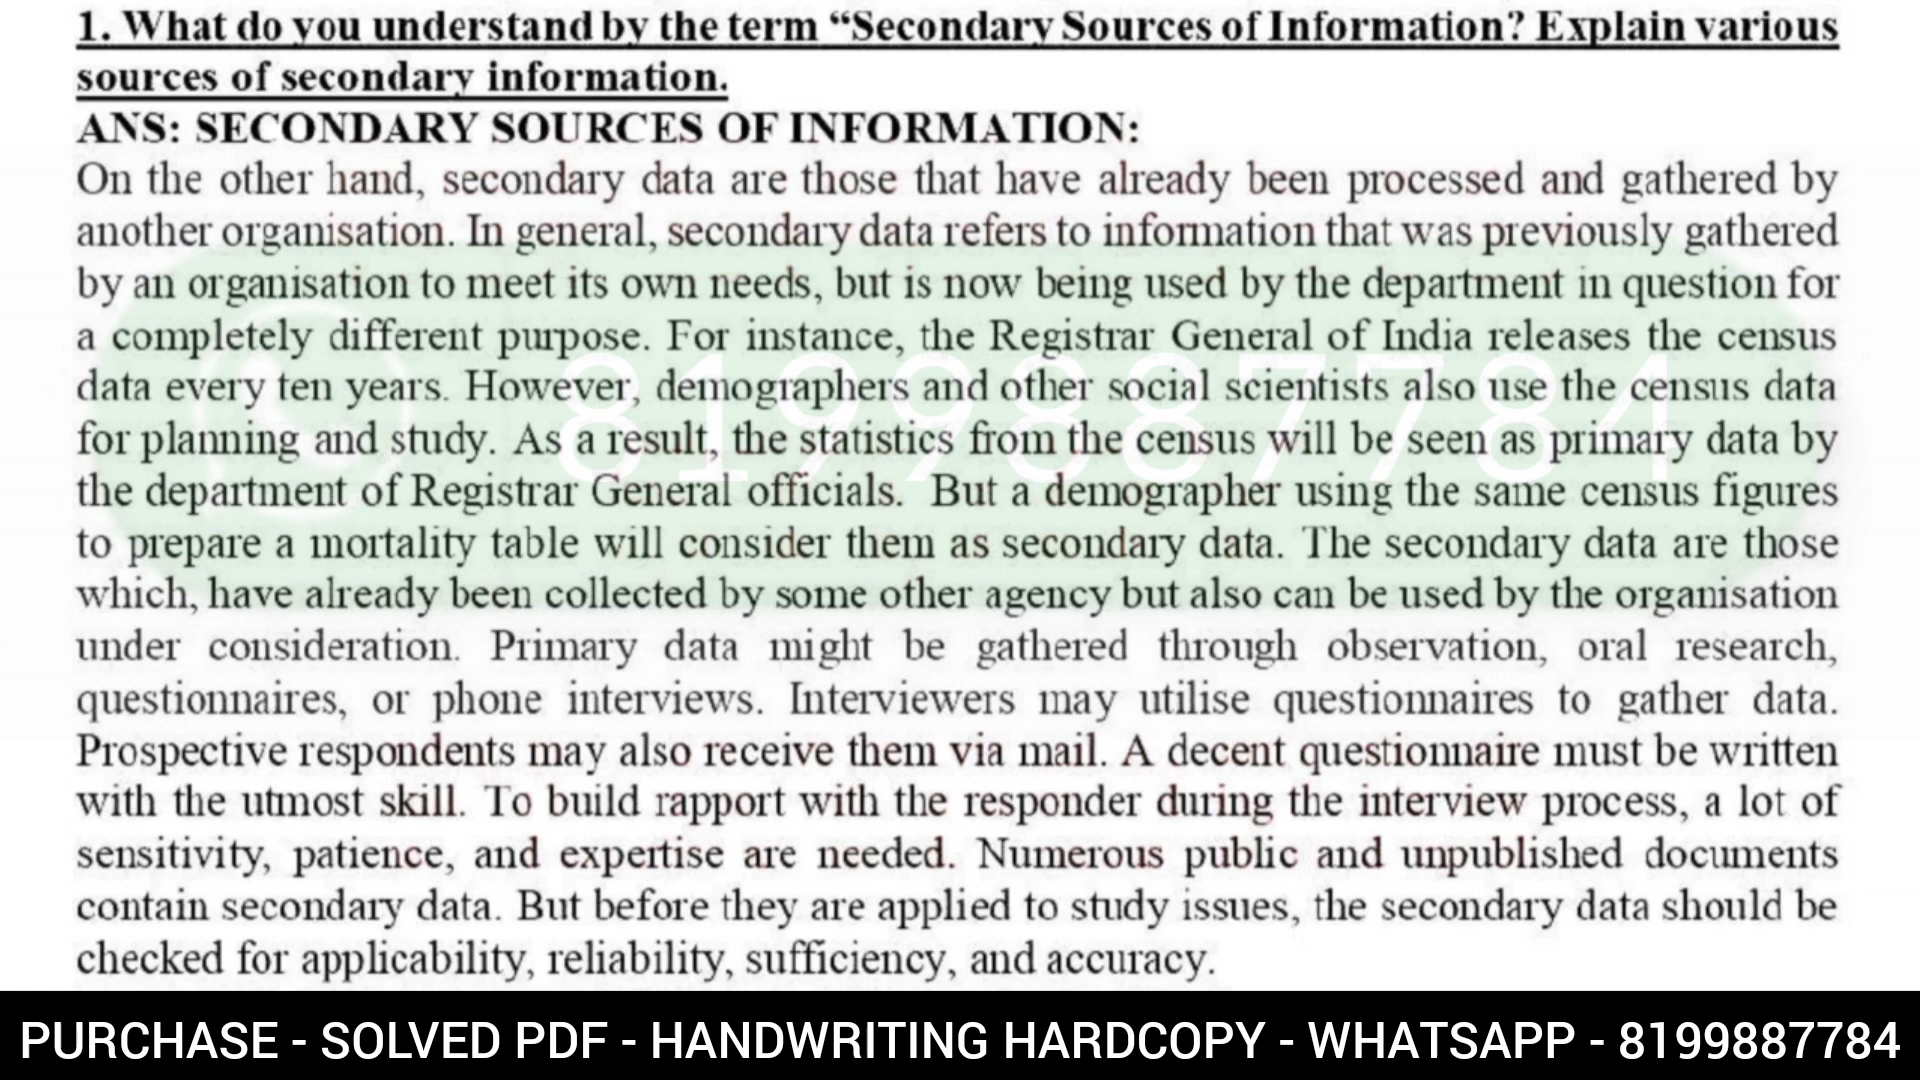 1. What do you understand by the term “Secondary Sources of Information? Explain various
sources of secondary information.
ANS: SECONDARY SOURCES OF INFORMATION:
On the other hand, secondary data are those that have already been processed and gathered by
another organisation. In general, secondary data refers to information that was previously gathered
by an organisation to meet its own needs, but is now being used by the department in question for
a completely different purpose. For instance, the Registrar General of India releases the census
data every ten years. However, demographers and other social scientists also use the census data
for planning and study. As a result, the statistics from the census will be seen as primary data by
the department of Registrar General officials. But a demographer using the same census figures
to prepare a mortality table will consider them as secondary data. The secondary data are those
which, have already been collected by some other agency but also can be used by the organisation
under consideration. Primary data might be gathered through observation, oral research,
questionnaires, or phone interviews. Interviewers may utilise questionnaires to gather data.
Prospective respondents may also receive them via mail. A decent questionnaire must be written
with the utmost skill. To build rapport with the responder during the interview process, a lot of
sensitivity, patience, and expertise are needed. Numerous public and unpublished documents
contain secondary data. But before they are applied to study issues, the secondary data should be
checked for applicability, reliability, sufficiency, and accuracy.
8199887784
PURCHASE - SOLVED PDF - HANDWRITING HARDCOPY - WHATSAPP - 8199887784